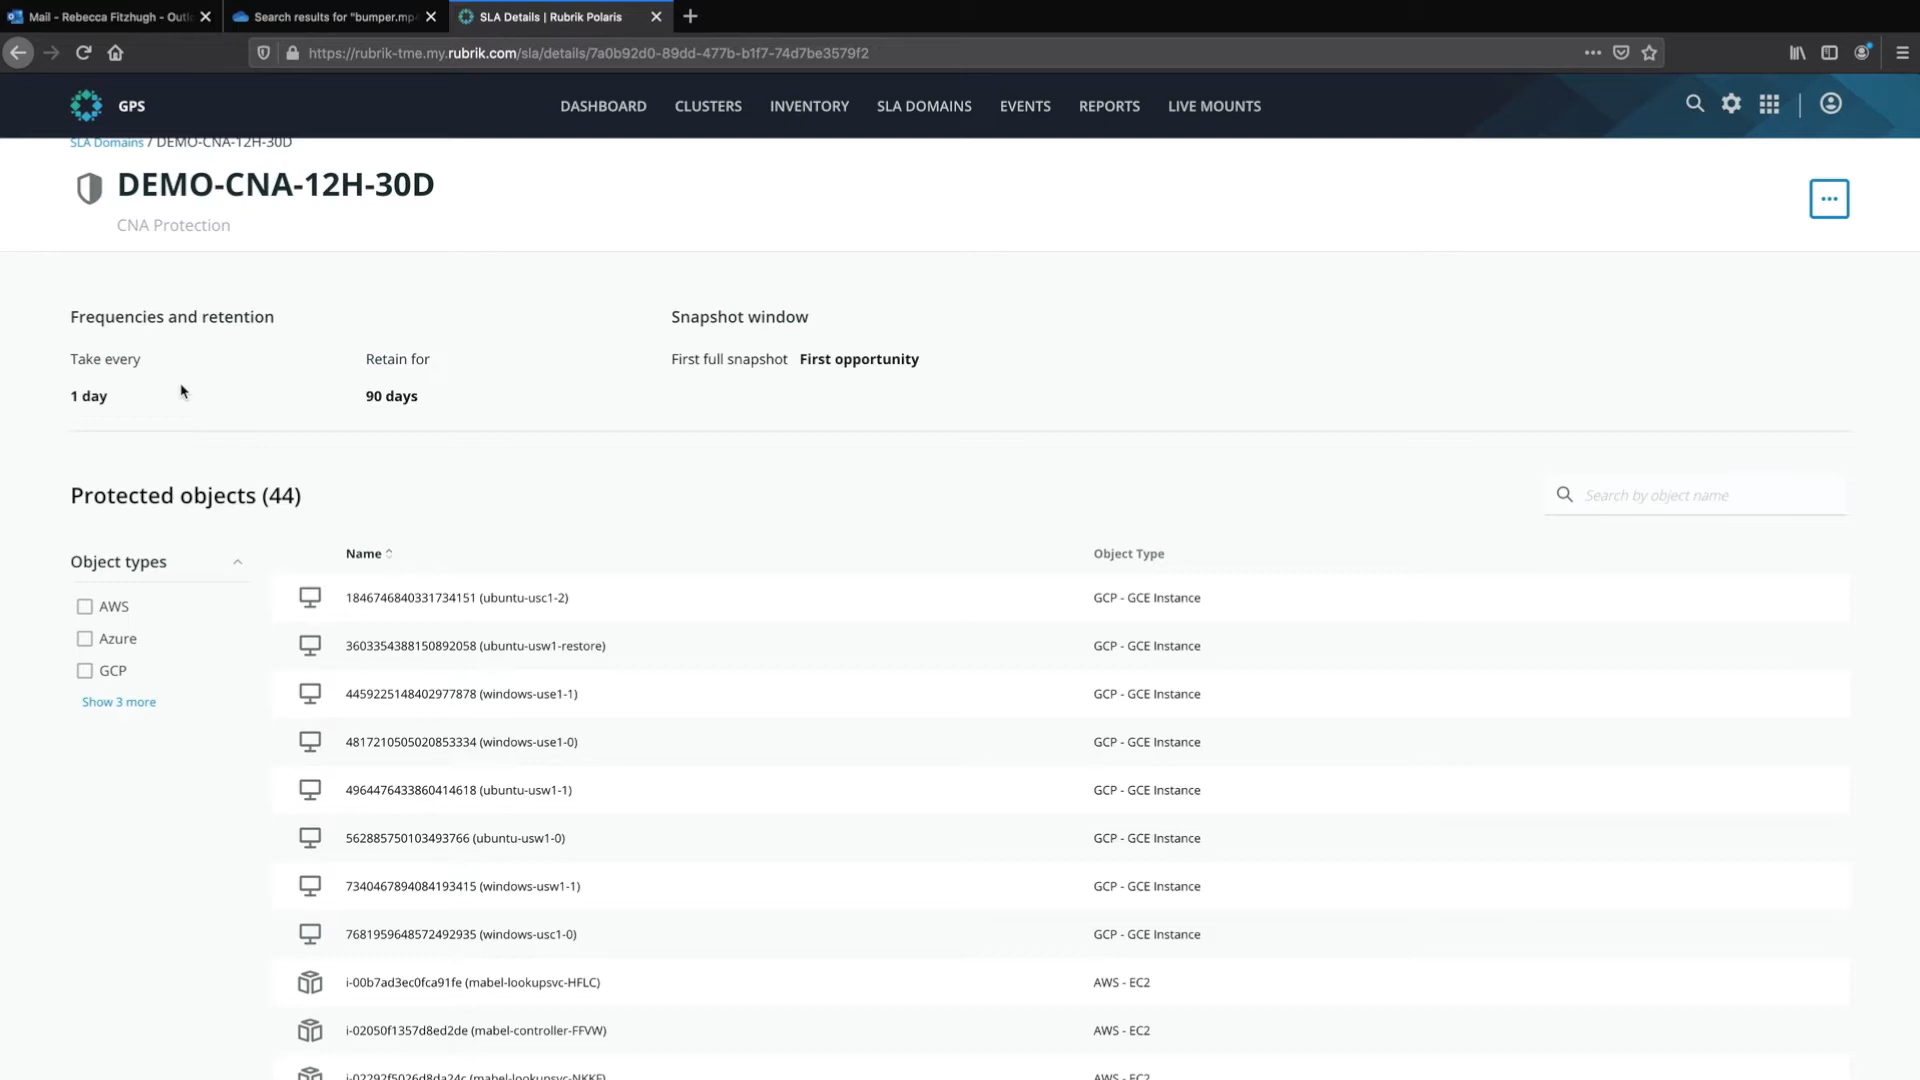 Mail - Rebecca Fitzhugh - Outl
Search results for "bumper.mp
SLA Details | Rubrik Polaris
https://rubrik-tme.my.rubrik.com/sla/details/7a0b92d0-89dd-477b-b1f7-74d7be3579f2
GPS
DASHBOARD
CLUSTERS
INVENTORY
SLA DOMAINS
EVENTS
REPORTS
LIVE MOUNTS
SLA Domains / DEMO-CNA-12H-30D
DEMO-CNA-12H-30D
CNA Protection
Frequencies and retention
Snapshot window
Take every
Retain for
First full snapshot First opportunity
1 day
90 days
Protected objects (44)
Search by object name
Object types
AWS
Azure
GCP
Show 3 more
Name
Object Type
1846746840331734151 (ubuntu-usc1-2)
GCP - GCE Instance
3603354388150892058 (ubuntu-usw1-restore)
GCP - GCE Instance
4459225148402977878 (windows-use1-1)
GCP - GCE Instance
4817210505020853334 (windows-use1-0)
GCP - GCE Instance
4964476433860414618 (ubuntu-usw1-1)
GCP - GCE Instance
562885750103493766 (ubuntu-usw1-0)
GCP - GCE Instance
7340467894084193415 (windows-usw1-1)
GCP - GCE Instance
7681959648572492935 (windows-usc1-0)
GCP - GCE Instance
i-00b7ad3ec0fca91fe (mabel-lookupsvc-HFLC)
AWS - EC2
i-02050f1357d8ed2de (mabel-controller-FFVW)
AWS - EC2
i-02292f5026d8da24c (mabel-lookupsvc-NKKF)
AWS - EC2